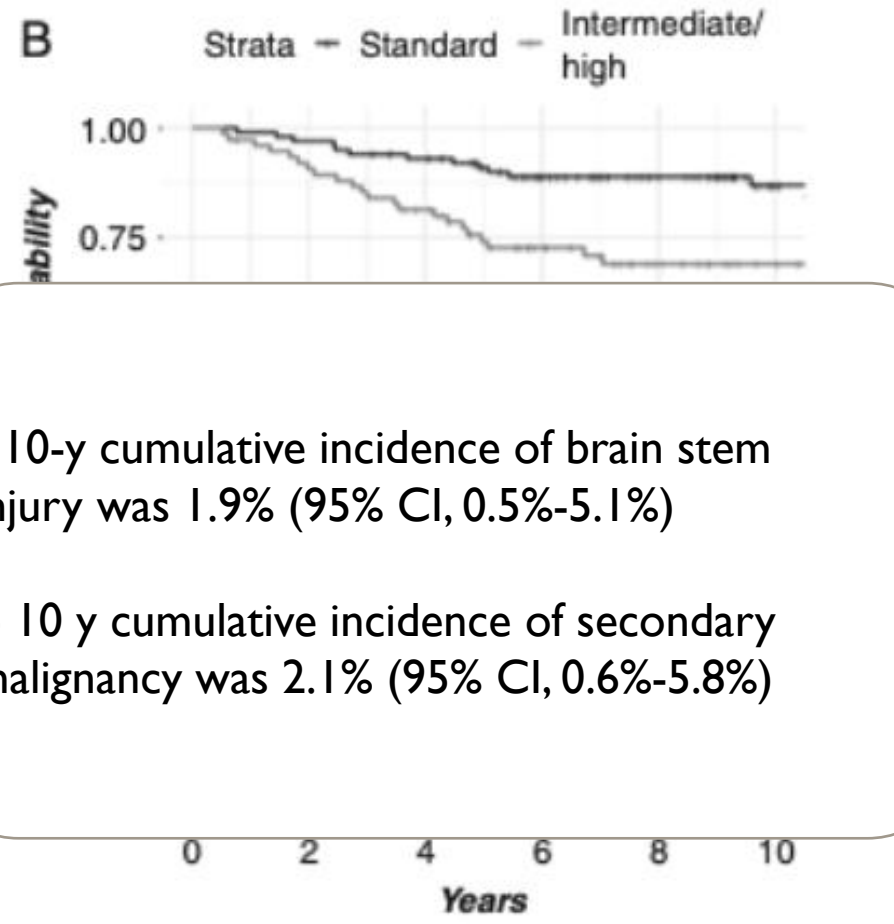 B
Strata Standard Intermediate/
high
1.00
0.75
ability
10-y cumulative incidence of brain stem
njury was 1.9% (95% CI, 0.5%-5.1%)
10 y cumulative incidence of secondary
nalignancy was 2.1% (95% CI, 0.6%-5.8%)
0 2 4 6 8 10
Years